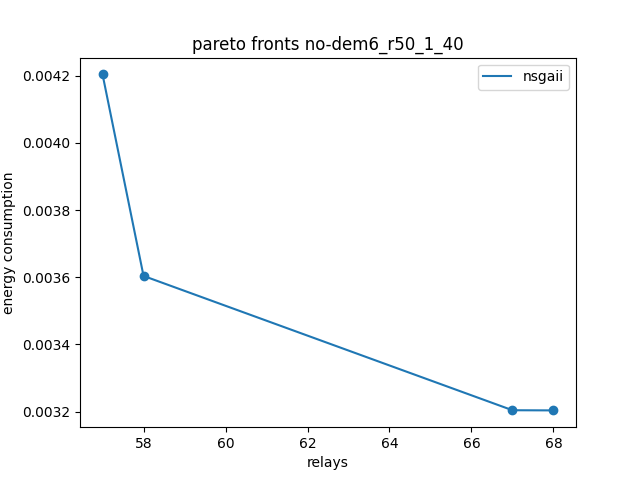 pareto fronts no-dem6_r50_1_40
nsgaii
0.0042
0.0040
0.0038
0.0036
0.0034
0.0032
energy consumption
58 60 62 64 66 68
relays